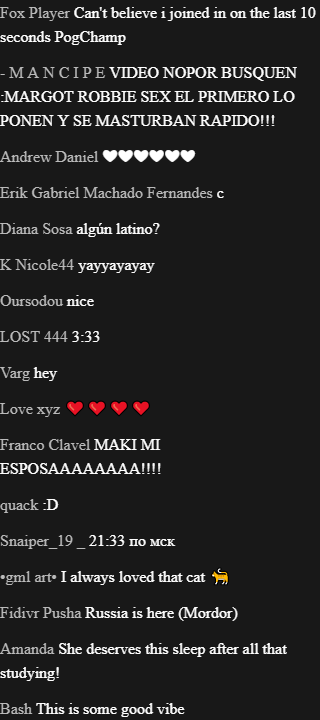 Fox Player Can't believe i joined in on the last 10
seconds PogChamp
- M A N C I P E VIDEO NOPOR BUSQUEN
:MARGOT ROBBIE SEX EL PRIMERO LO
PONEN Y SE MASTURBAN RAPIDO!!!
Andrew Daniel 🤍🤍🤍🤍🤍🤍
Erik Gabriel Machado Fernandes c
Diana Sosa algún latino?
K Nicole44 yayyayayay
Oursodou nice
LOST 444 3:33
Varg hey
Love xyz ❤️ ❤️ ❤️ ❤️
Franco Clavel MAKI MI
ESPOSAAAAAAAA!!!!
quack :D
Snaiper_19 _ 21:33 по мск
•gml art• I always loved that cat 🐈
Fidivr Pusha Russia is here (Mordor)
Amanda She deserves this sleep after all that
studying!
Bash This is some good vibe